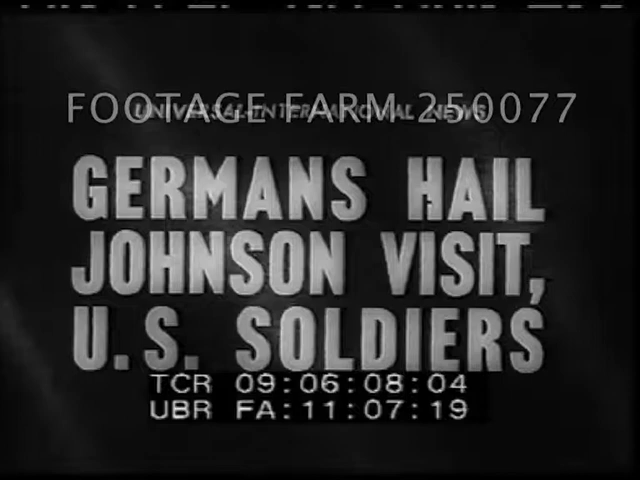 FOOTAGE FARM 250077
UNIVERSAL-INTERNATIONAL NEWS
GERMANS HAIL
JOHNSON VISIT,
U.S. SOLDIERS
TCR 09:06:08:04
UBR FA:11:07:19